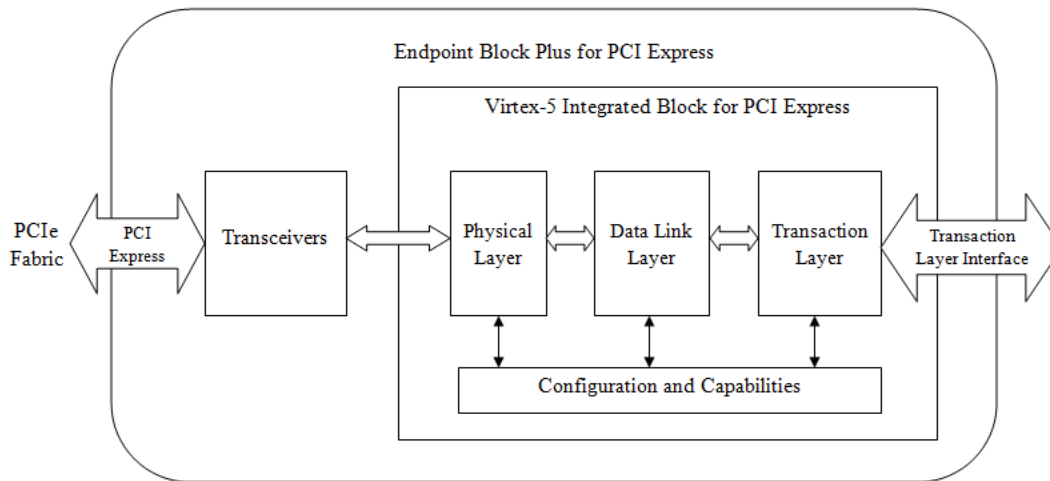 Endpoint Block Plus for PCI Express
Virtex-5 Integrated Block for PCI Express
PCIe
Fabric
PCI
Express
Transceivers
Physical
Layer
Data Link
Layer
Transaction
Layer
Transaction
Layer Interface
Configuration and Capabilities